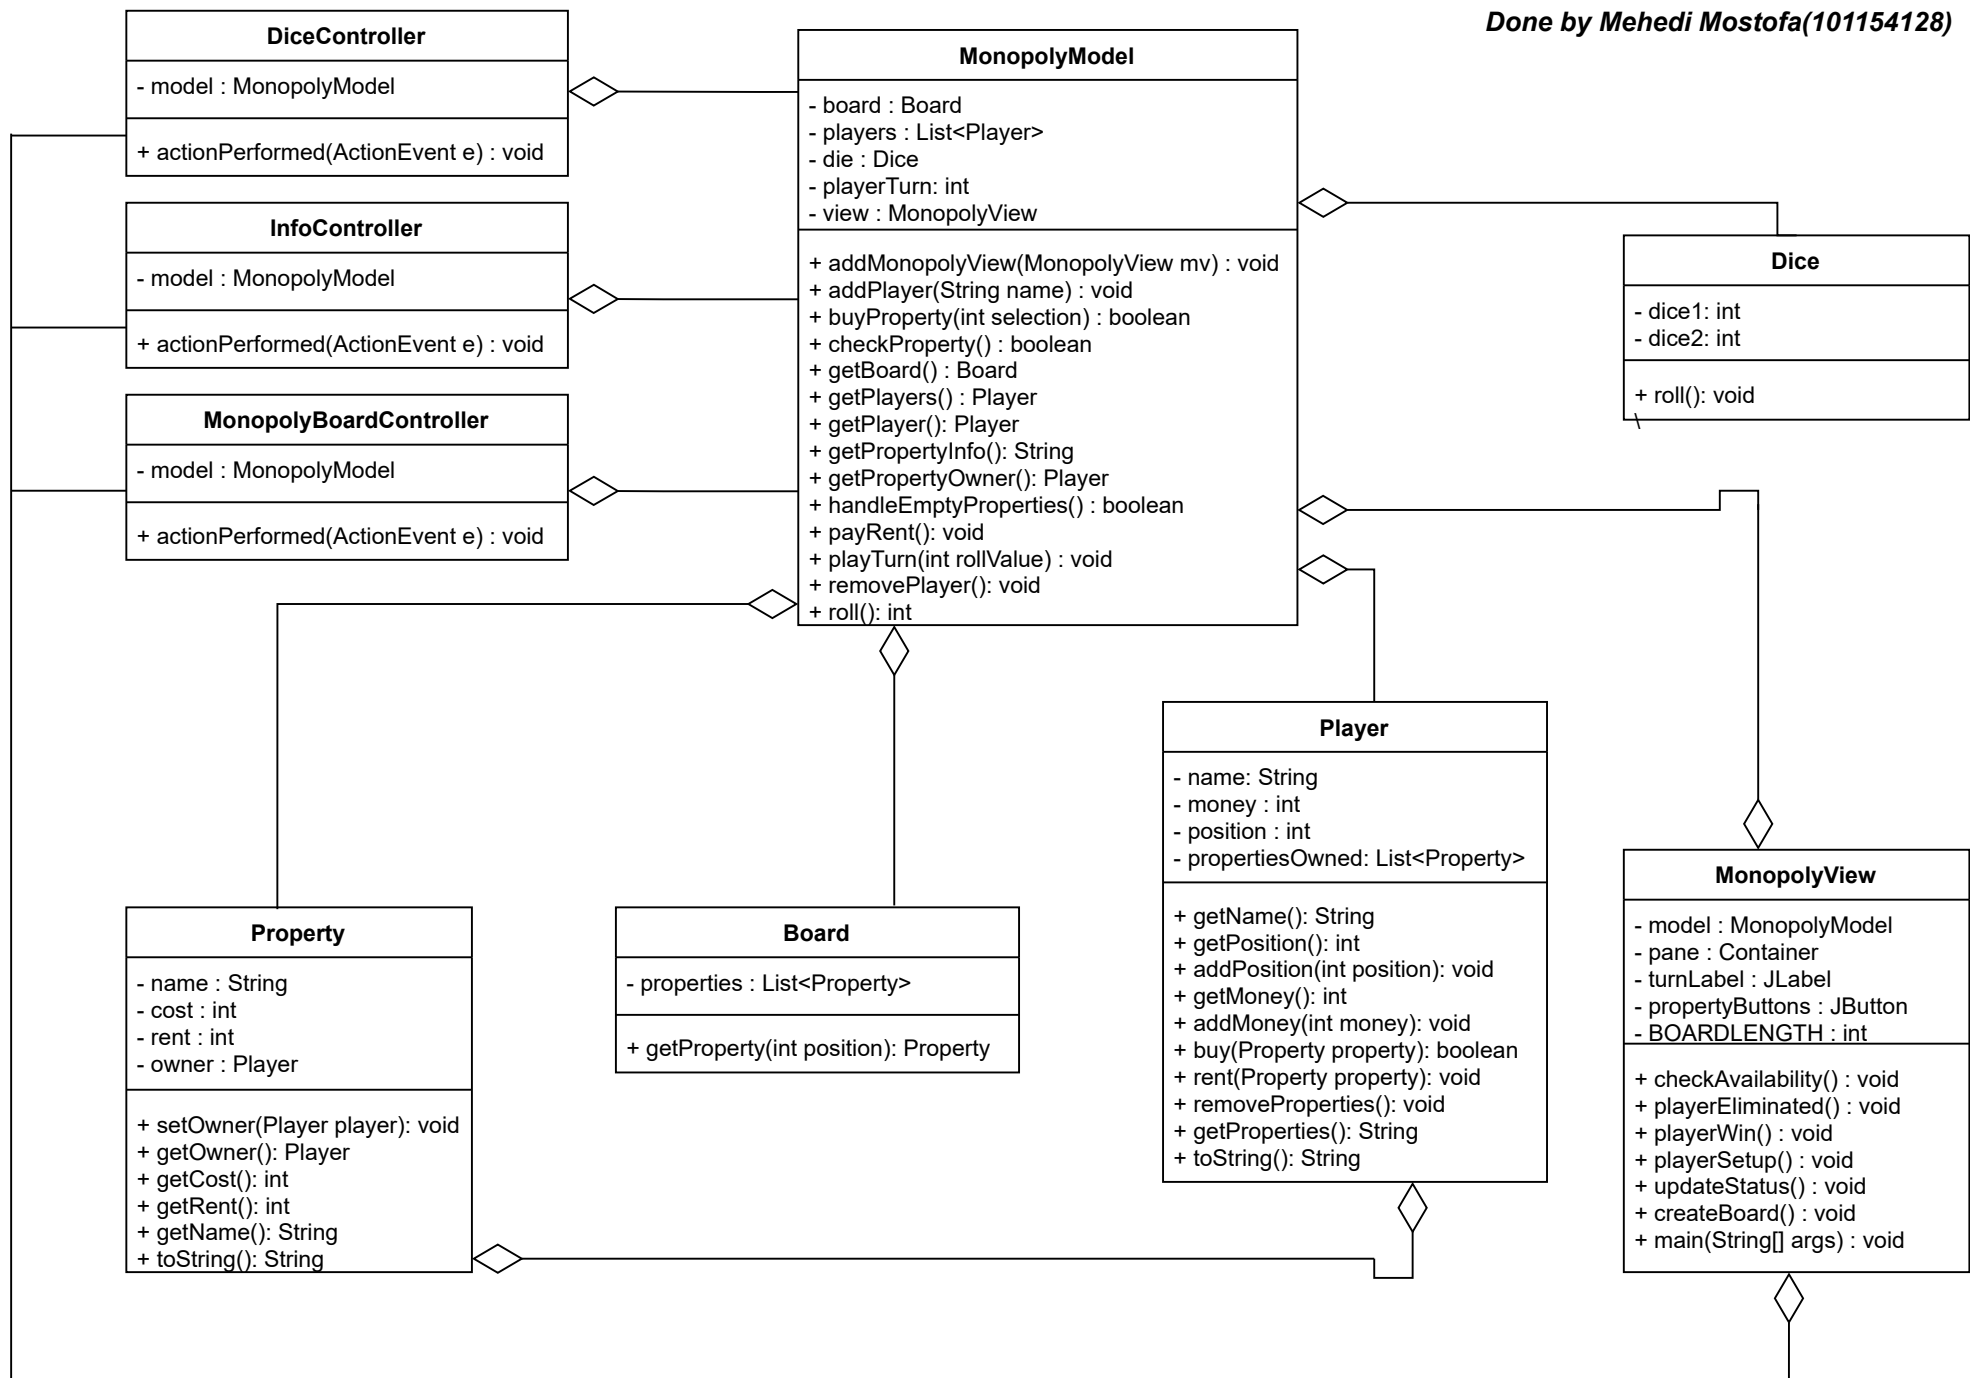 Done by Mehedi Mostofa(101154128)
DiceController
- model : MonopolyModel
+ actionPerformed(ActionEvent e) : void
InfoController
- model : MonopolyModel
+ actionPerformed(ActionEvent e) : void
MonopolyBoardController
- model : MonopolyModel
+ actionPerformed(ActionEvent e) : void
MonopolyModel
- board : Board
- players : List<Player>
- die : Dice
- playerTurn: int
- view : MonopolyView
+ addMonopolyView(MonopolyView mv) : void
+ addPlayer(String name) : void
+ buyProperty(int selection) : boolean
+ checkProperty() : boolean
+ getBoard() : Board
+ getPlayers() : Player
+ getPlayer(): Player
+ getPropertyInfo(): String
+ getPropertyOwner(): Player
+ handleEmptyProperties() : boolean
+ payRent(): void
+ playTurn(int rollValue) : void
+ removePlayer(): void
+ roll(): int
Dice
- dice1: int
- dice2: int
+ roll(): void
\
Property
- name : String
- cost : int
- rent : int
- owner : Player
+ setOwner(Player player): void
+ getOwner(): Player
+ getCost(): int
+ getRent(): int
+ getName(): String
+ toString(): String
Board
- properties : List<Property>
+ getProperty(int position): Property
Player
- name: String
- money : int
- position : int
- propertiesOwned: List<Property>
+ getName(): String
+ getPosition(): int
+ addPosition(int position): void
+ getMoney(): int
+ addMoney(int money): void
+ buy(Property property): boolean
+ rent(Property property): void
+ removeProperties(): void
+ getProperties(): String
+ toString(): String
MonopolyView
- model : MonopolyModel
- pane : Container
- turnLabel : JLabel
- propertyButtons : JButton
- BOARDLENGTH : int
+ checkAvailability() : void
+ playerEliminated() : void
+ playerWin() : void
+ playerSetup() : void
+ updateStatus() : void
+ createBoard() : void
+ main(String[] args) : void